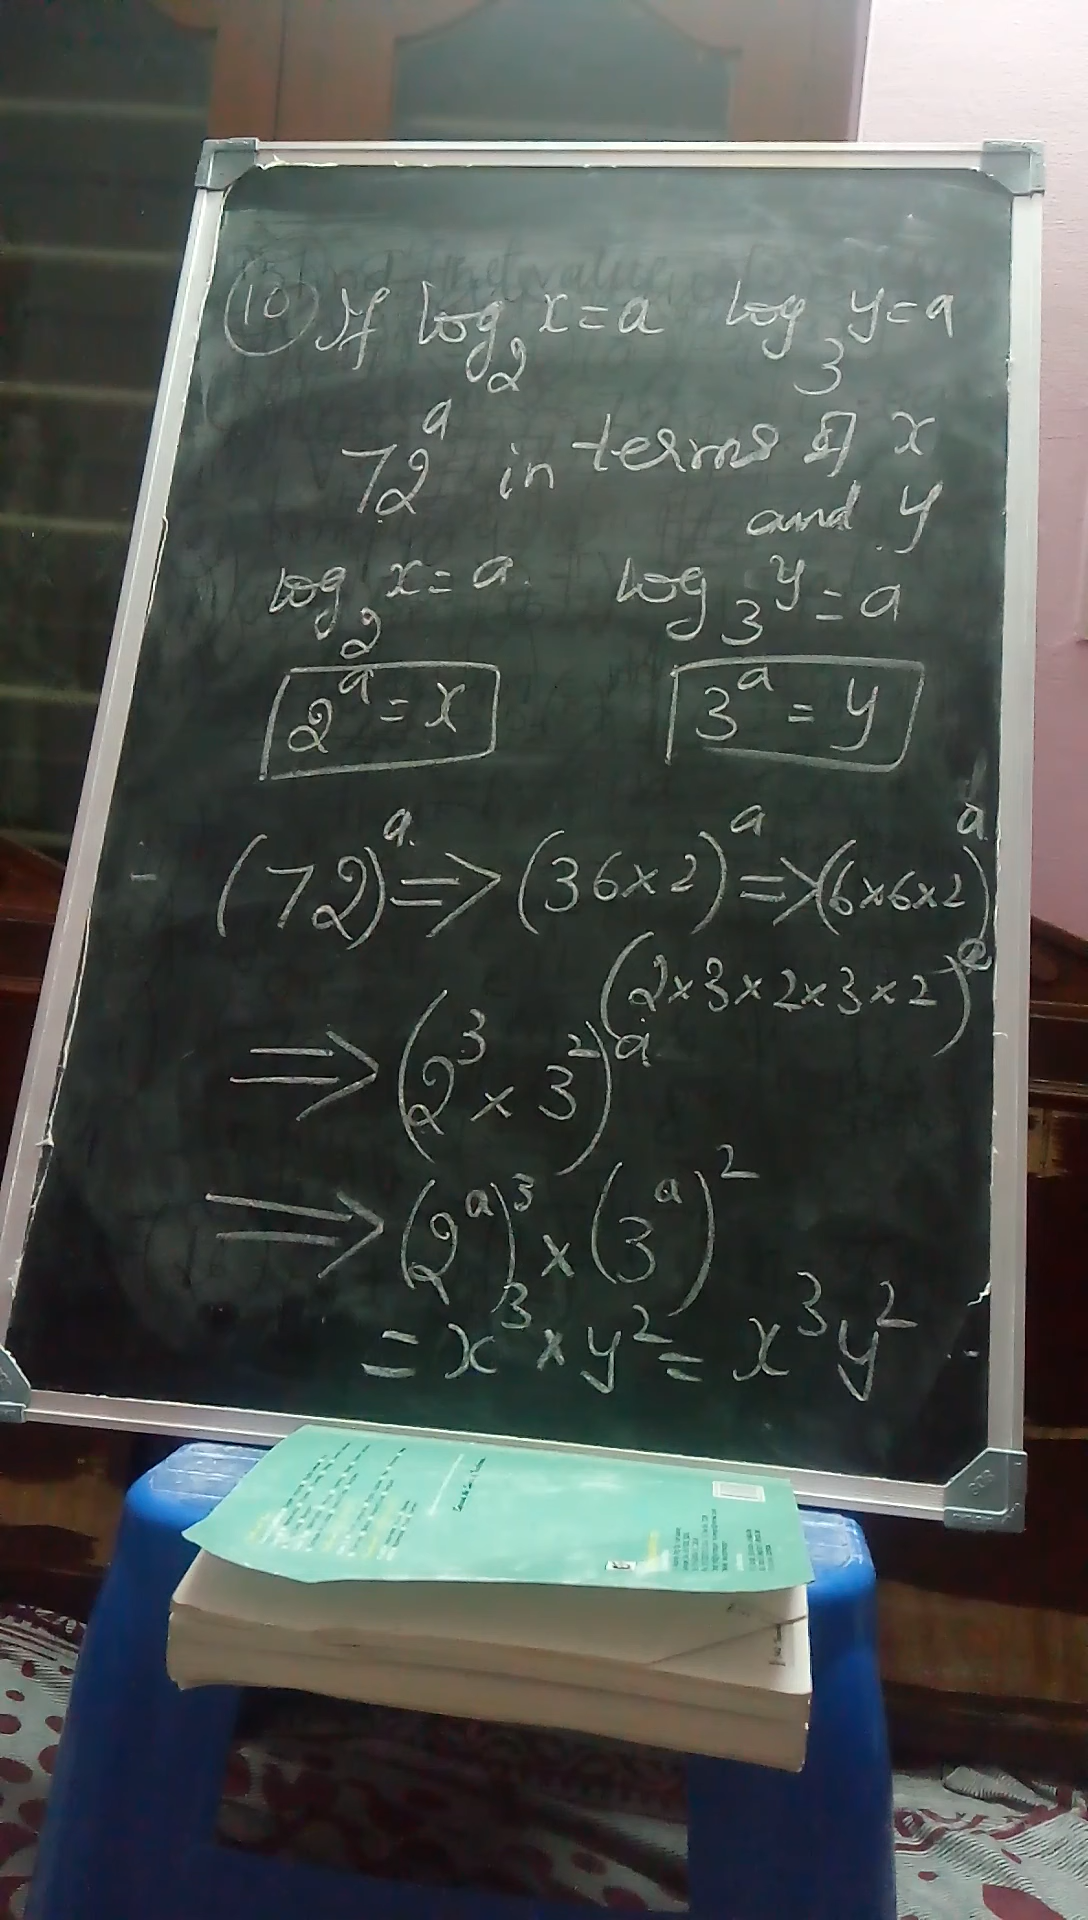 (10) If log₂ x = a log₃ y = a
72ᵃ in terms of x
and y
log₂ x = a. log₃ y = a
2ᵃ = x 3ᵃ = y
(72)ᵃ => (36×2)ᵃ => (6×6×2)ᵃ
(2×3×2×3×2)ᵃ
=> (2³ × 3²)ᵃ
=> (2ᵃ)³ × (3ᵃ)²
= x³ × y² = x³y²